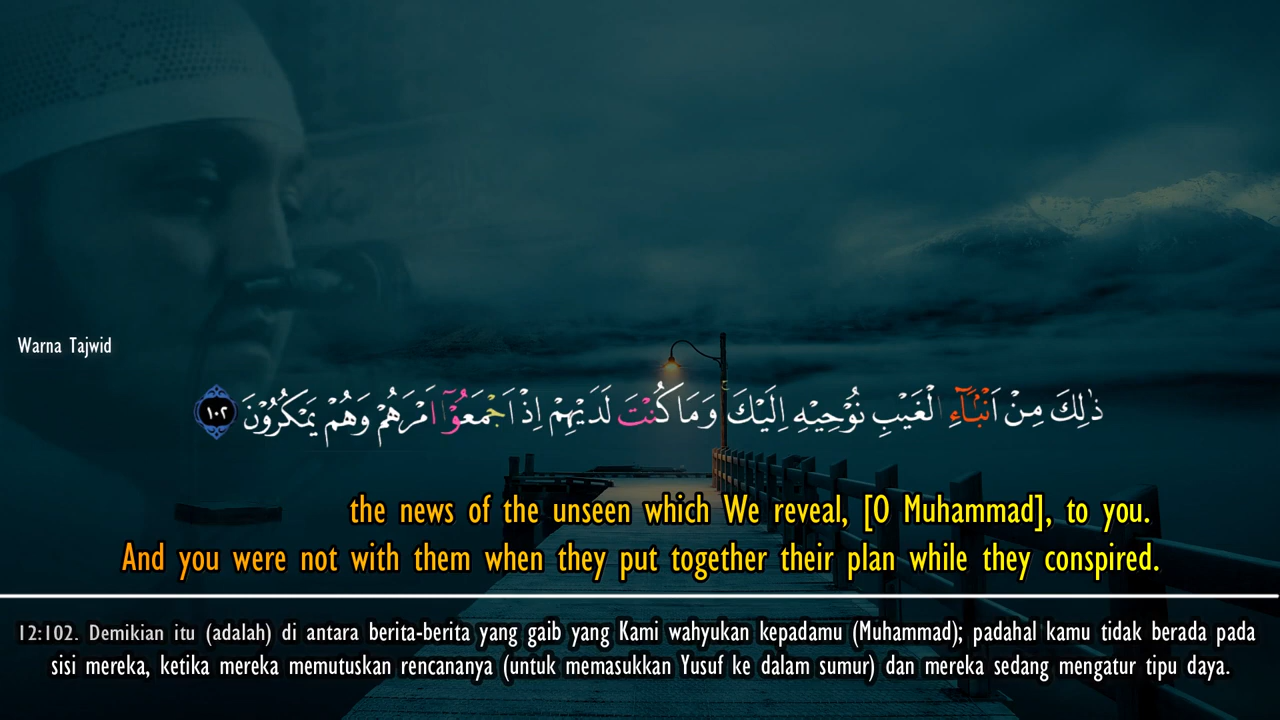 Warna Tajwid
ذٰلِكَ مِنْ اَنْۢبَاۤءِ الْغَيْبِ نُوْحِيْهِ اِلَيْكَ وَمَا كُنْتَ لَدَيْهِمْ اِذْ اَجْمَعُوْٓا اَمْرَهُمْ وَهُمْ يَمْكُرُوْنَ ١٠٢
the news of the unseen which We reveal, [O Muhammad], to you.
And you were not with them when they put together their plan while they conspired.
12:102. Demikian itu (adalah) di antara berita-berita yang gaib yang Kami wahyukan kepadamu (Muhammad); padahal kamu tidak berada pada
sisi mereka, ketika mereka memutuskan rencananya (untuk memasukkan Yusuf ke dalam sumur) dan mereka sedang mengatur tipu daya.